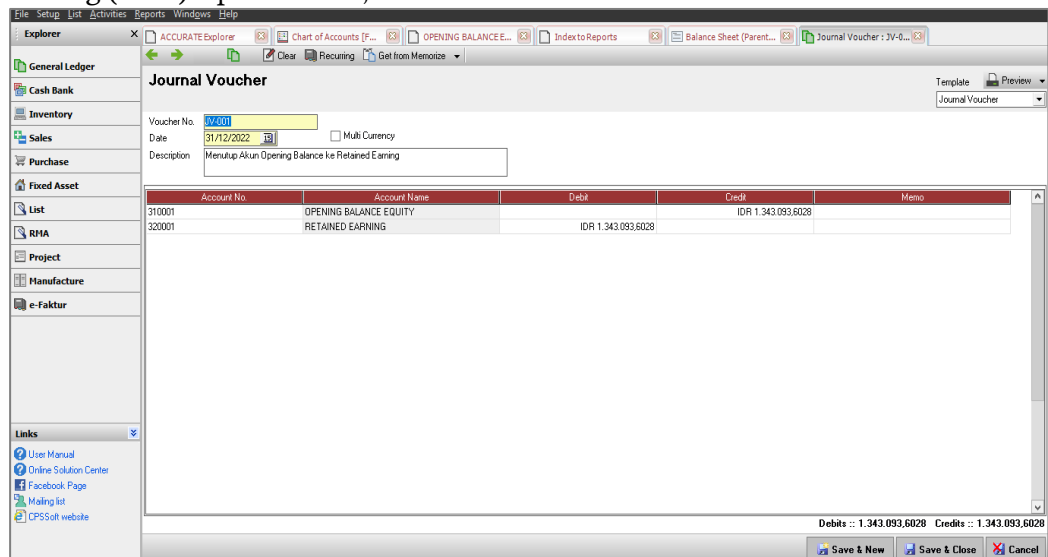 File Setup List Activities Reports Windows Help
Explorer X
ACCURATE Explorer
Chart of Accounts [F...
OPENING BALANCE E...
Index to Reports
Balance Sheet (Parent...
Journal Voucher : JV-0...
Clear Recuring Get from Memorize
General Ledger
Cash Bank
Inventory
Sales
Purchase
Fixed Asset
List
RMA
Project
Manufacture
e-Faktur
Journal Voucher
Template Preview
Journal Voucher
Voucher No. JV-001
Date 31/12/2022 Multi Currency
Description Menutup Akun Opening Balance ke Retained Earning
Account No. Account Name Debit Credit Memo
310001 OPENING BALANCE EQUITY IDR 1.343.093,6028
320001 RETAINED EARNING IDR 1.343.093,6028
Links
User Manual
Online Solution Center
Facebook Page
Mailing list
CPSSoft website
Debits :: 1.343.093,6028 Credits :: 1.343.093,6028
Save & New Save & Close Cancel